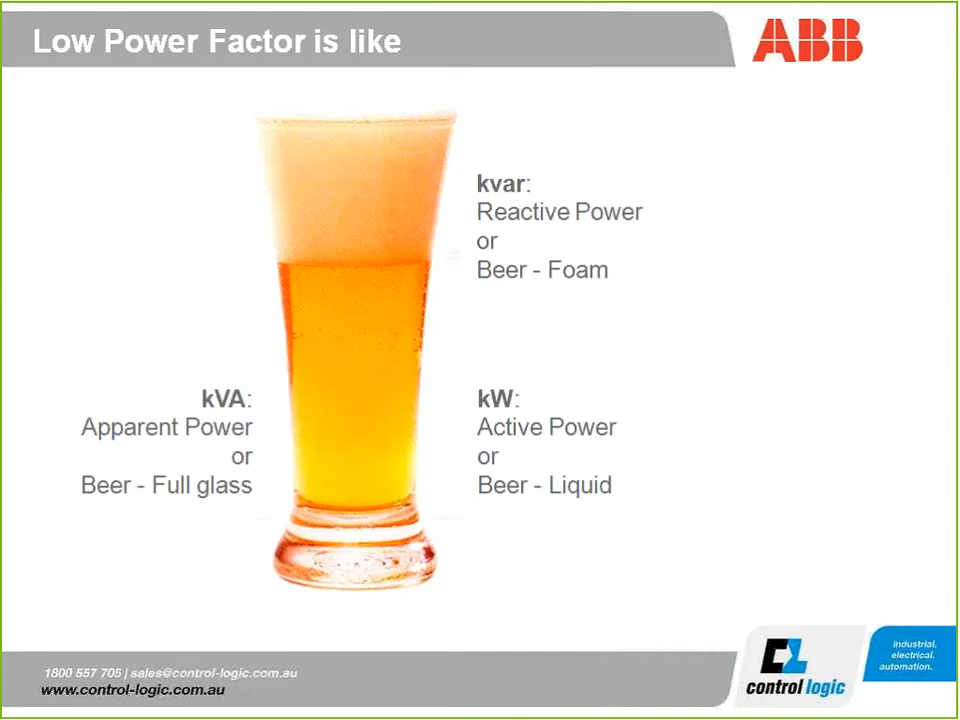 Low Power Factor is like
ABB
kvar:
Reactive Power
or
Beer - Foam
kVA:
Apparent Power
or
Beer - Full glass
kW:
Active Power
or
Beer - Liquid
1800 557 705 | sales@control-logic.com.au
www.control-logic.com.au
control logic
industrial.
electrical.
automation.